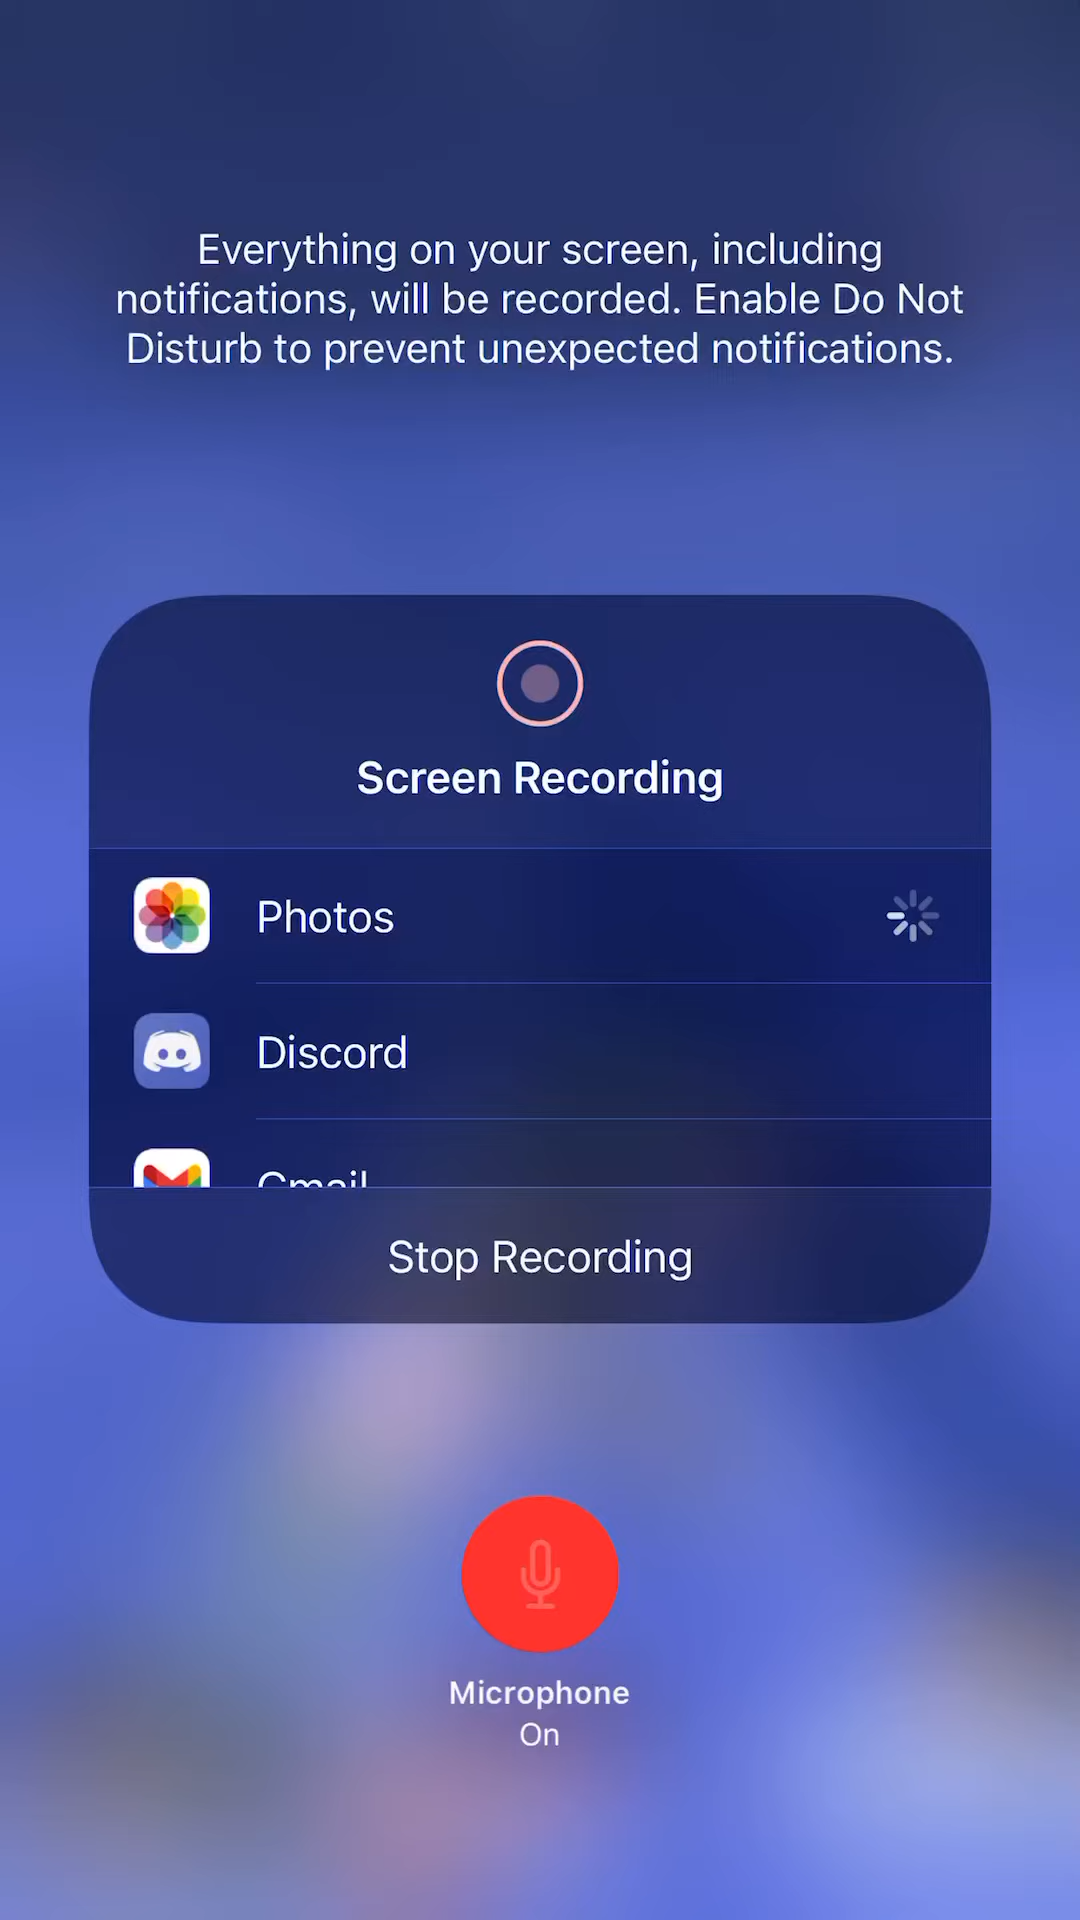 Everything on your screen, including
notifications, will be recorded. Enable Do Not
Disturb to prevent unexpected notifications.
Screen Recording
Photos
Discord
Gmail
Stop Recording
Microphone
On